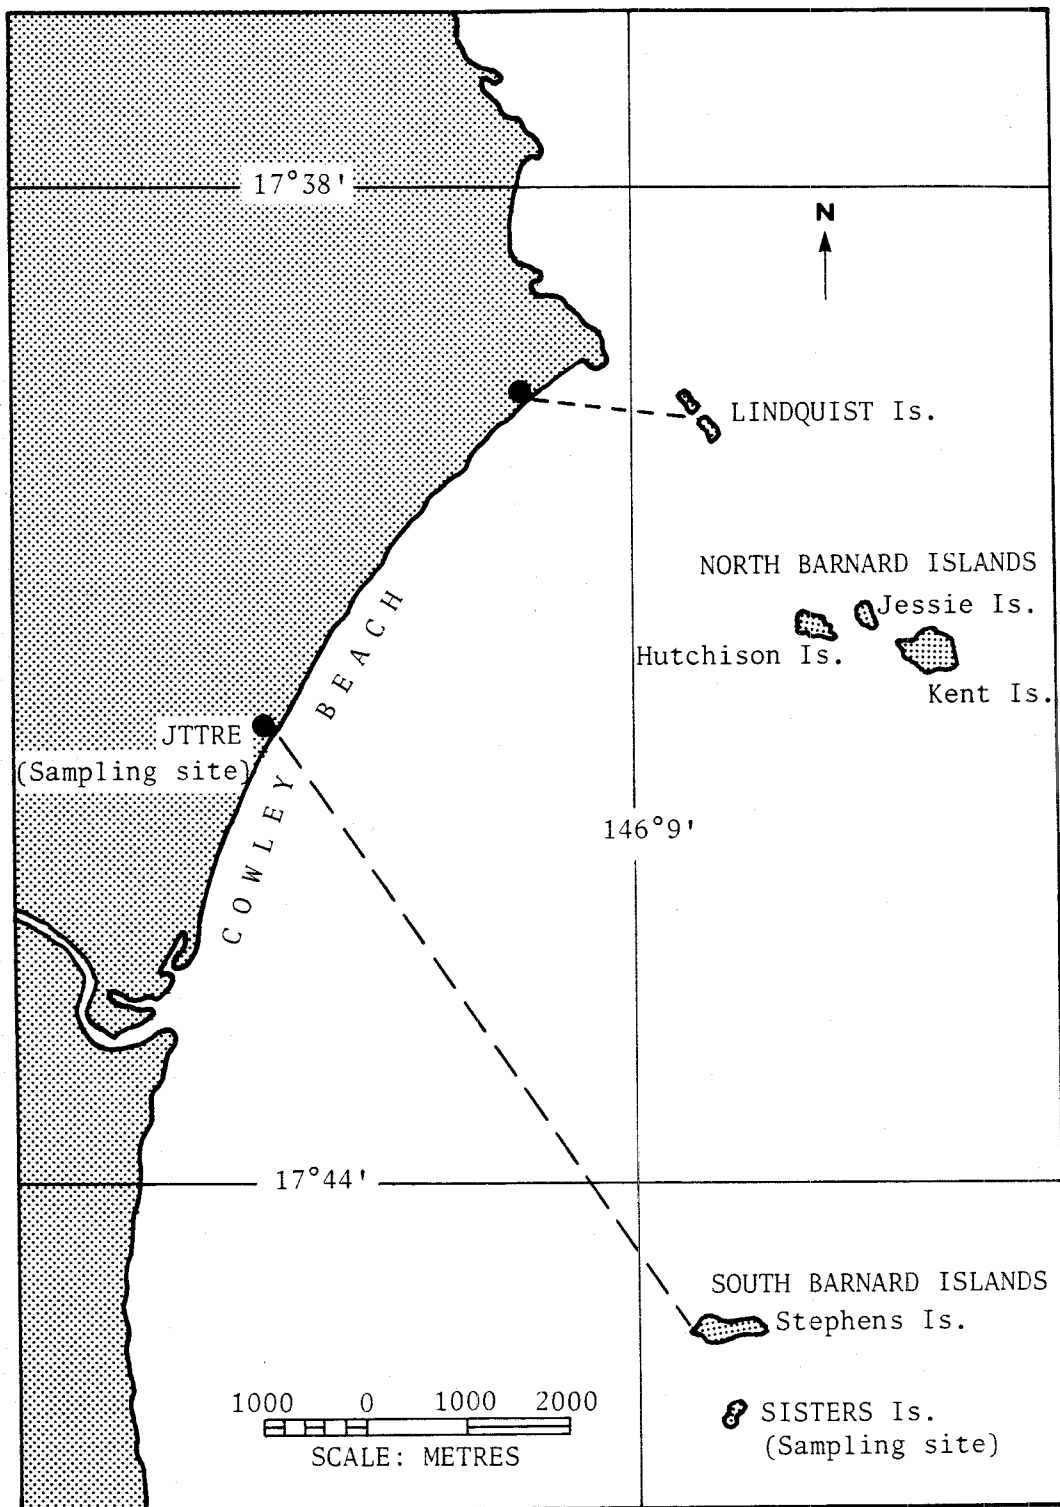 17°38'
N
LINDQUIST Is.
NORTH BARNARD ISLANDS
Jessie Is.
Hutchison Is.
Kent Is.
COWLEY BEACH
JTTRE
(Sampling site)
146°9'
17°44'
SOUTH BARNARD ISLANDS
Stephens Is.
1000 0 1000 2000
SCALE: METRES
SISTERS Is.
(Sampling site)